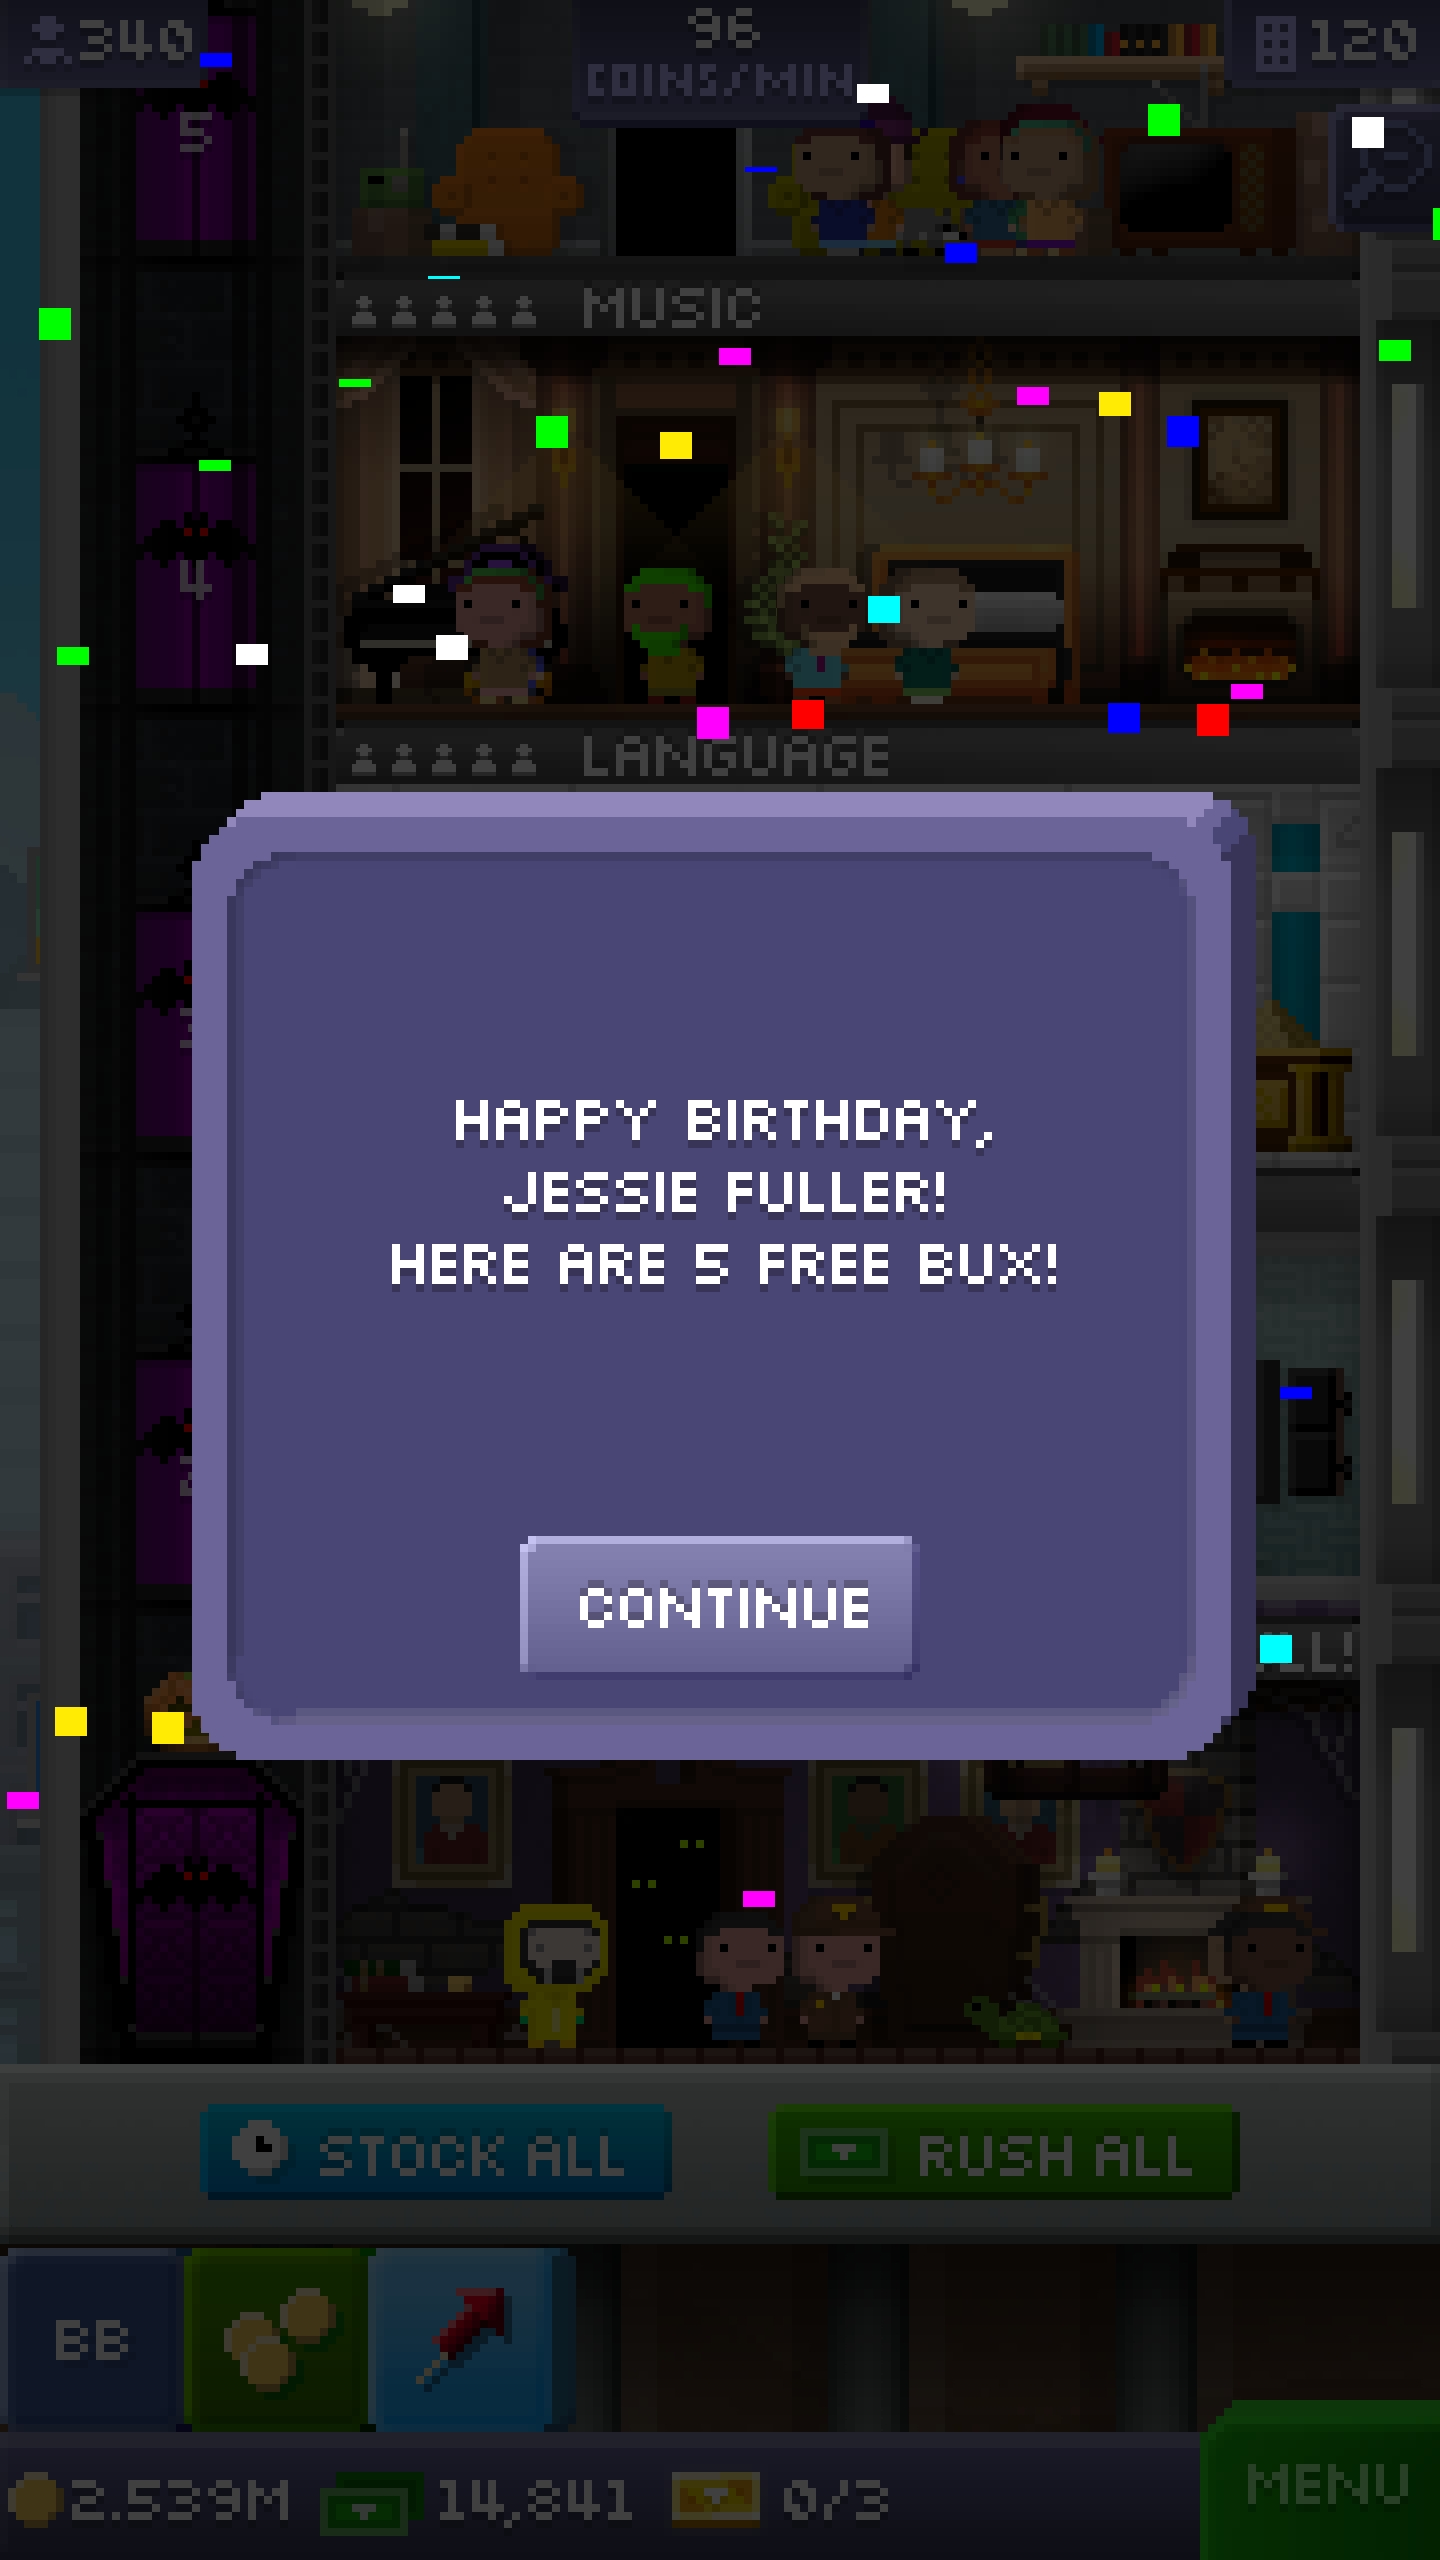 340
96
COINS/MIN
120
5
MUSIC
4
LANGUAGE
HAPPY BIRTHDAY,
JESSIE FULLER!
HERE ARE 5 FREE BUX!
CONTINUE
STOCK ALL
RUSH ALL
BB
2.539M
14,841
0/3
MENU